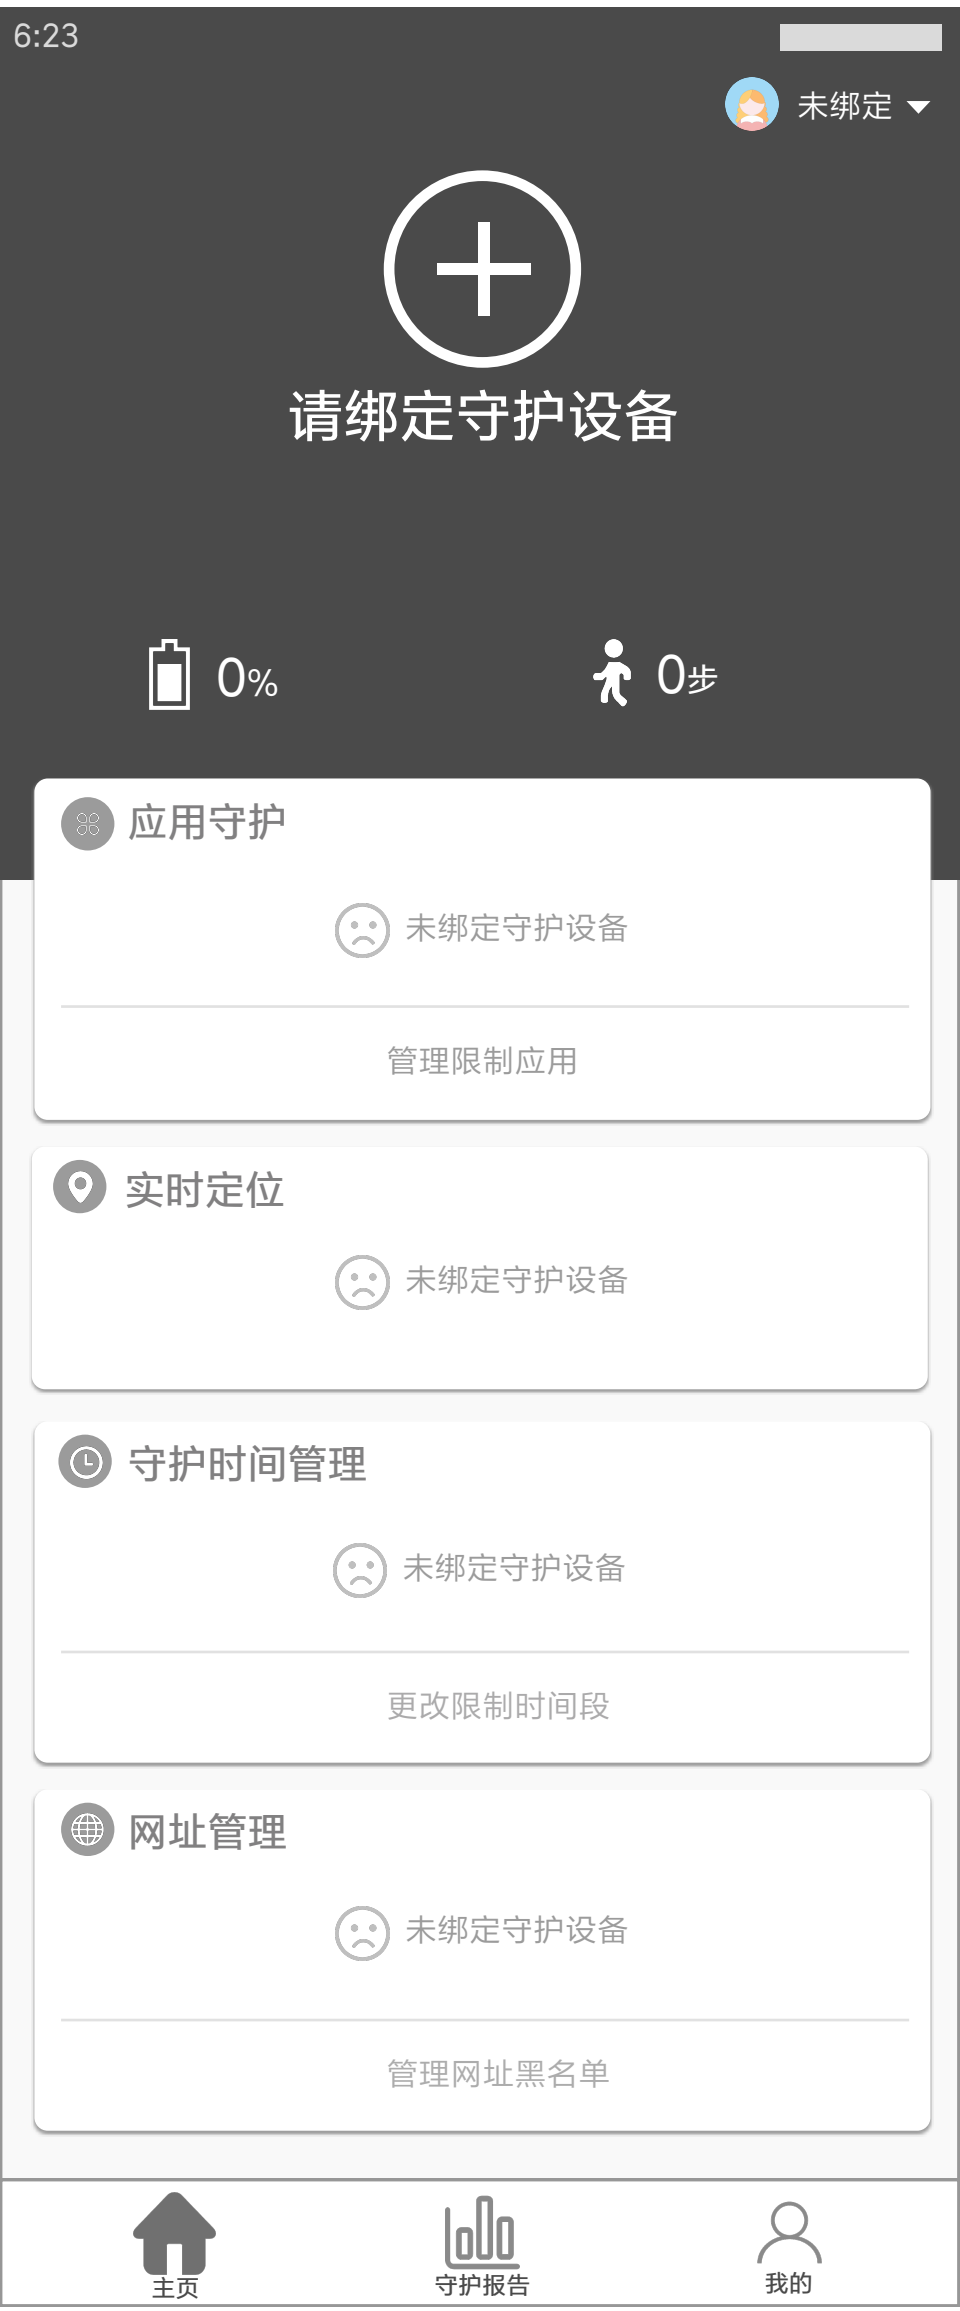 6:23
未绑定
请绑定守护设备
0%
0步
应用守护
未绑定守护设备
管理限制应用
实时定位
未绑定守护设备
守护时间管理
未绑定守护设备
更改限制时间段
网址管理
未绑定守护设备
管理网址黑名单
主页
守护报告
我的